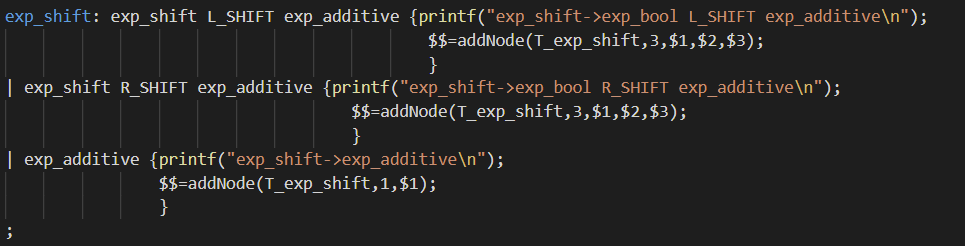 exp_shift: exp_shift L_SHIFT exp_additive {printf("exp_shift->exp_bool L_SHIFT exp_additive\n");
$$=addNode(T_exp_shift,3,$1,$2,$3);
}
| exp_shift R_SHIFT exp_additive {printf("exp_shift->exp_bool R_SHIFT exp_additive\n");
$$=addNode(T_exp_shift,3,$1,$2,$3);
}
| exp_additive {printf("exp_shift->exp_additive\n");
$$=addNode(T_exp_shift,1,$1);
}
;